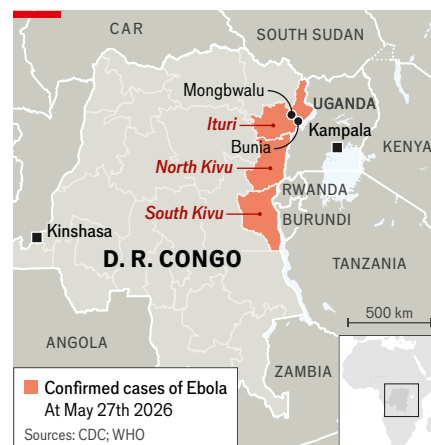 CAR
SOUTH SUDAN
Mongbwalu
UGANDA
Ituri
Kampala
Bunia
KENYA
North Kivu
RWANDA
South Kivu
BURUNDI
Kinshasa
D. R. CONGO
TANZANIA
500 km
ANGOLA
ZAMBIA
Confirmed cases of Ebola
At May 27th 2026
Sources: CDC; WHO